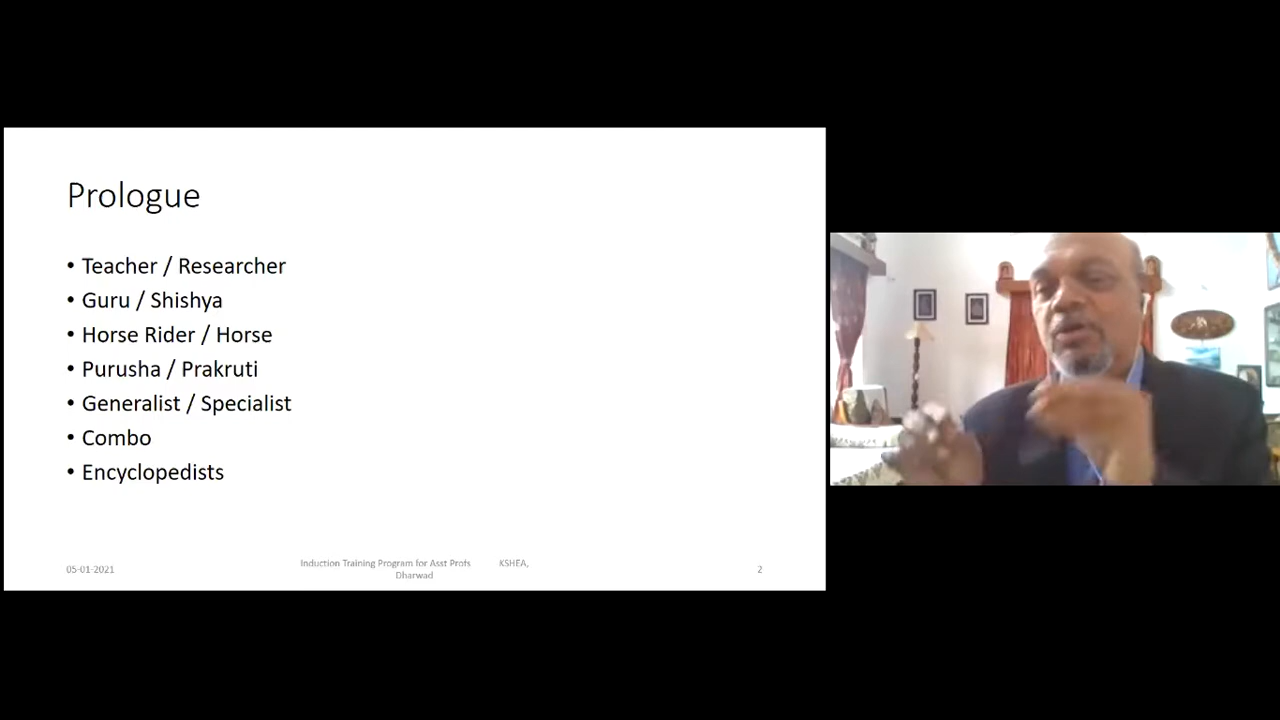 Prologue
• Teacher / Researcher
• Guru / Shishya
• Horse Rider / Horse
• Purusha / Prakruti
• Generalist / Specialist
• Combo
• Encyclopedists
05-01-2021
Induction Training Program for Asst Profs KSHEA,
Dharwad
2